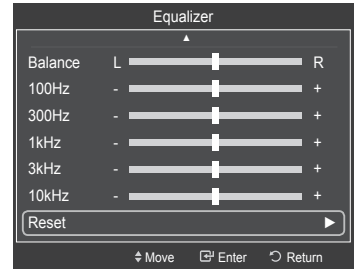 Equalizer
▲
Balance L R
100Hz - +
300Hz - +
1kHz - +
3kHz - +
10kHz - +
Reset ►
Move Enter Return